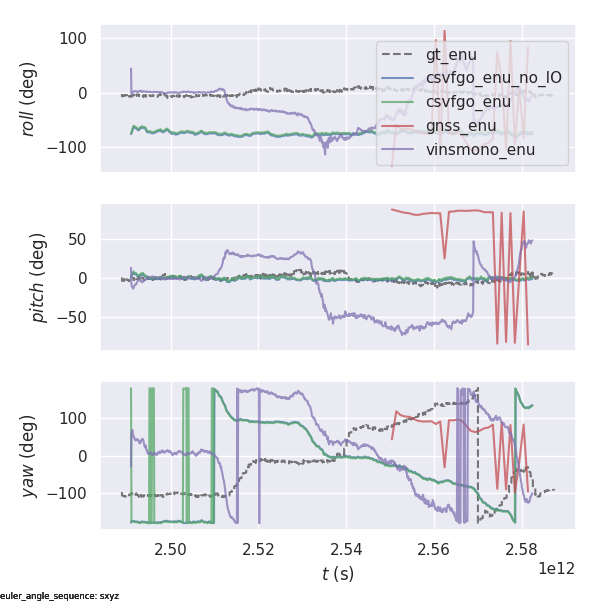 100
0
−100
roll (deg)
gt_enu
csvfgo_enu_no_IO
csvfgo_enu
gnss_enu
vinsmono_enu
50
0
−50
pitch (deg)
100
0
−100
yaw (deg)
2.50 2.52 2.54 2.56 2.58
1e12
t (s)
euler_angle_sequence: sxyz